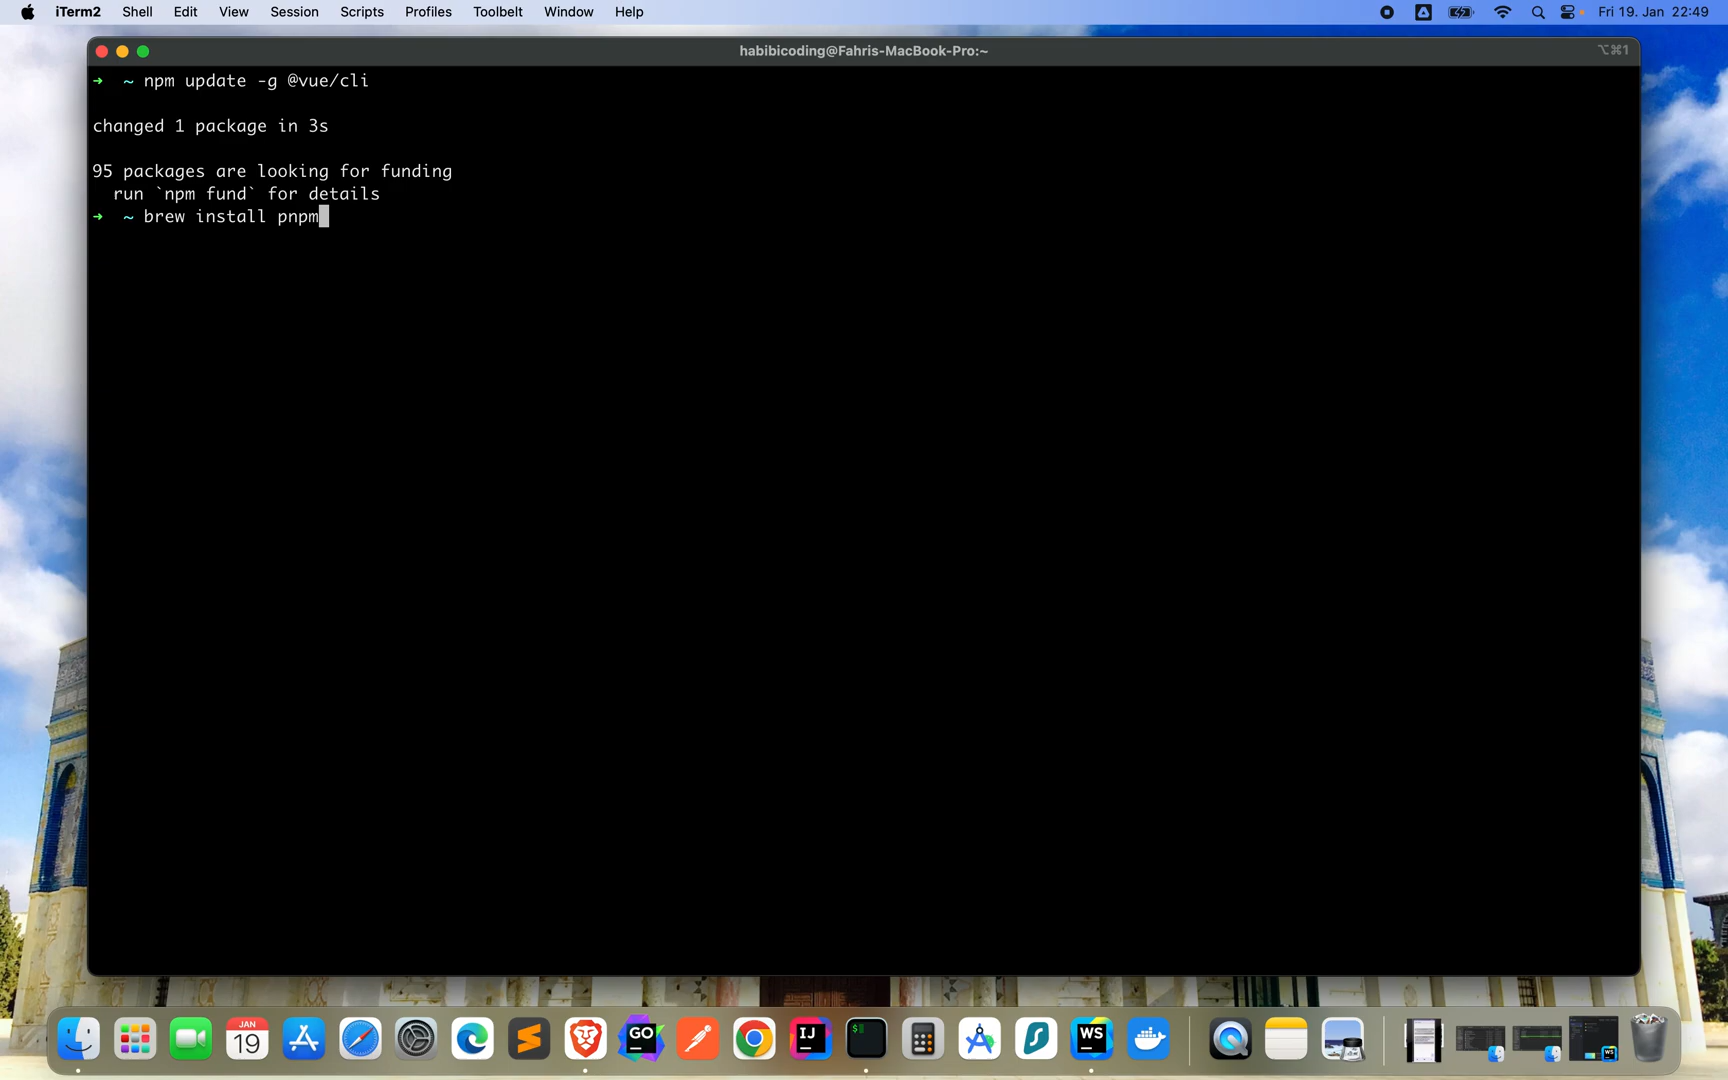 iTerm2 Shell Edit View Session Scripts Profiles Toolbelt Window Help Fri 19. Jan 22:49
habibicoding@Fahris-MacBook-Pro:~ ⌥⌘1
➜ ~ npm update -g @vue/cli
changed 1 package in 3s
95 packages are looking for funding
run `npm fund` for details
➜ ~ brew install pnpm
JAN
19
GO
IJ
$
WS
WS